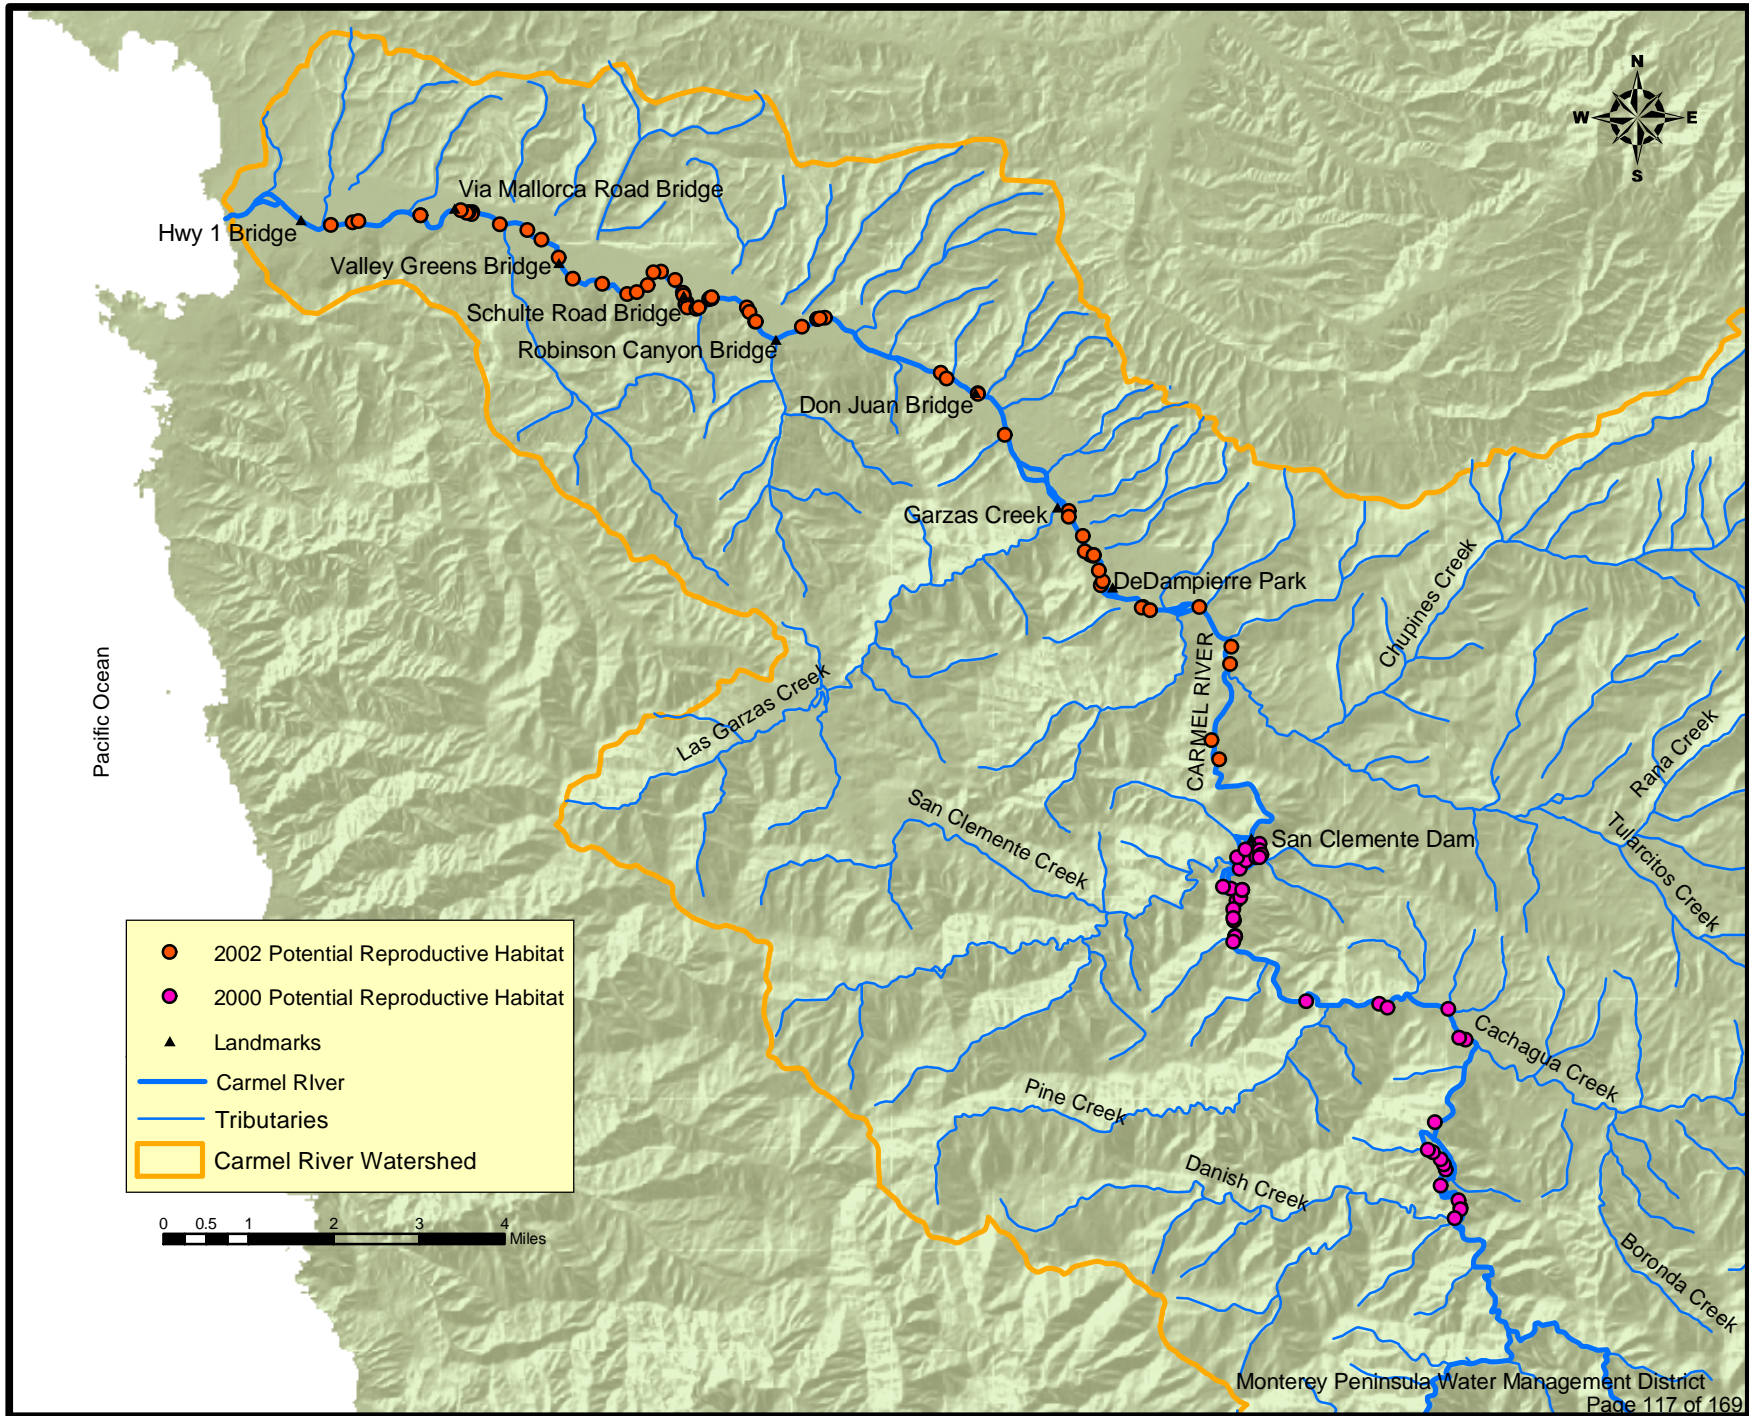 N
W E
S
Via Mallorca Road Bridge
Hwy 1 Bridge
Valley Greens Bridge
Schulte Road Bridge
Robinson Canyon Bridge
Don Juan Bridge
Garzas Creek
DeDampierre Park
Chupines Creek
CARMEL RIVER
Pacific Ocean
Las Garzas Creek
Rana Creek
San Clemente Creek
San Clemente Dam
Tularcitos Creek
2002 Potential Reproductive Habitat
2000 Potential Reproductive Habitat
Landmarks
Carmel RIver
Tributaries
Carmel River Watershed
Cachagua Creek
Pine Creek
Danish Creek
Boronda Creek
0 0.5 1 2 3 4
Miles
Monterey Peninsula Water Management District
Page 117 of 169